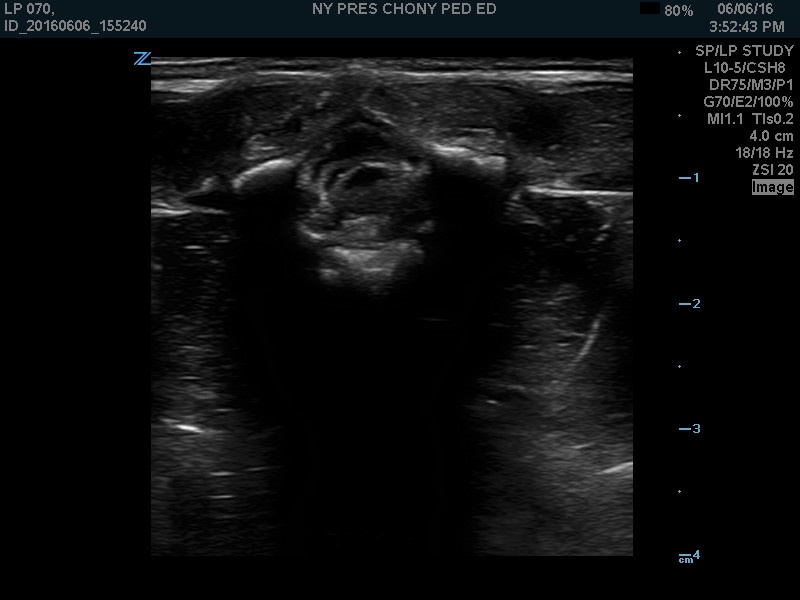 LP 070,
ID_20160606_155240
NY PRES CHONY PED ED
80%
06/06/16
3:52:43 PM
Z
SP/LP STUDY
L10-5/CSH8
DR75/M3/P1
G70/E2/100%
MI1.1 TIs0.2
4.0 cm
18/18 Hz
ZSI 20
Image
1
2
3
4
cm